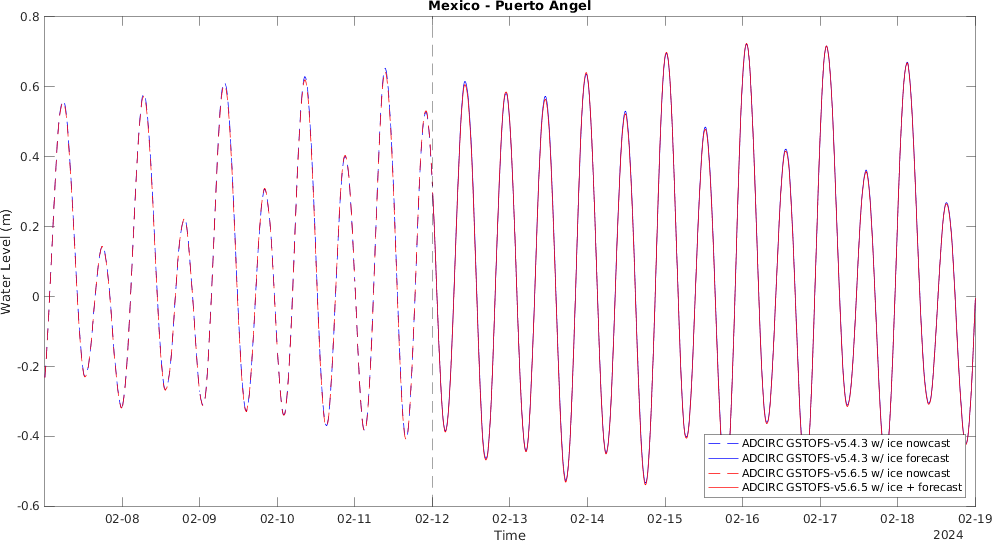 Mexico - Puerto Angel
0.8
0.6
0.4
0.2
0
-0.2
-0.4
-0.6
Water Level (m)
ADCIRC GSTOFS-v5.4.3 w/ ice nowcast
ADCIRC GSTOFS-v5.4.3 w/ ice forecast
ADCIRC GSTOFS-v5.6.5 w/ ice nowcast
ADCIRC GSTOFS-v5.6.5 w/ ice + forecast
02-08 02-09 02-10 02-11 02-12 02-13 02-14 02-15 02-16 02-17 02-18 02-19
Time
2024